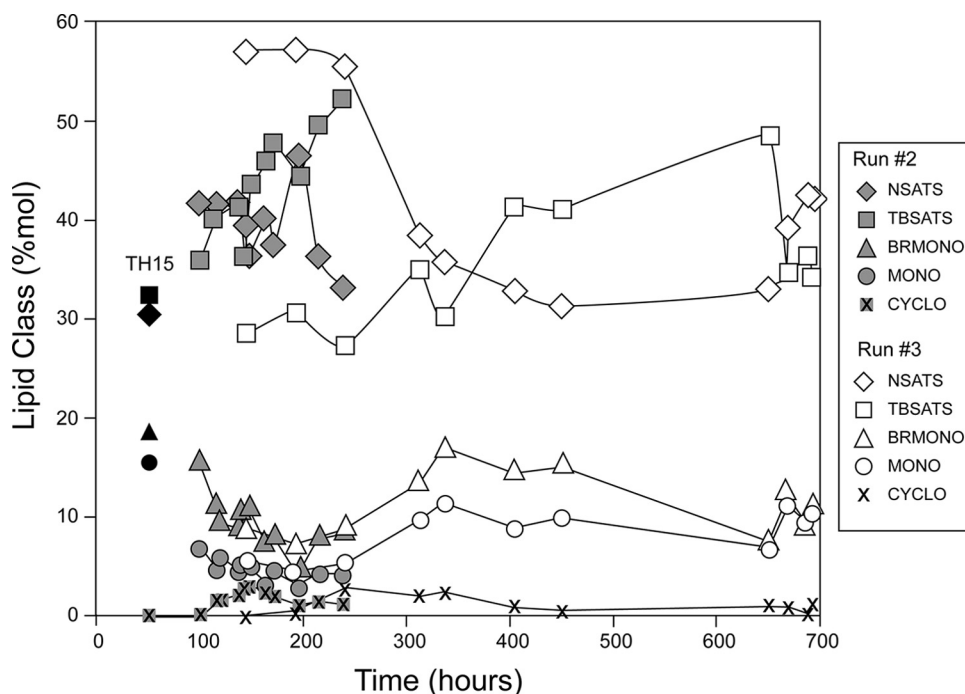 60
50
40
30
20
10
0
Lipid Class (%mol)
TH15
0 100 200 300 400 500 600 700
Time (hours)
Run #2
NSATS
TBSATS
BRMONO
MONO
CYCLO
Run #3
NSATS
TBSATS
BRMONO
MONO
CYCLO